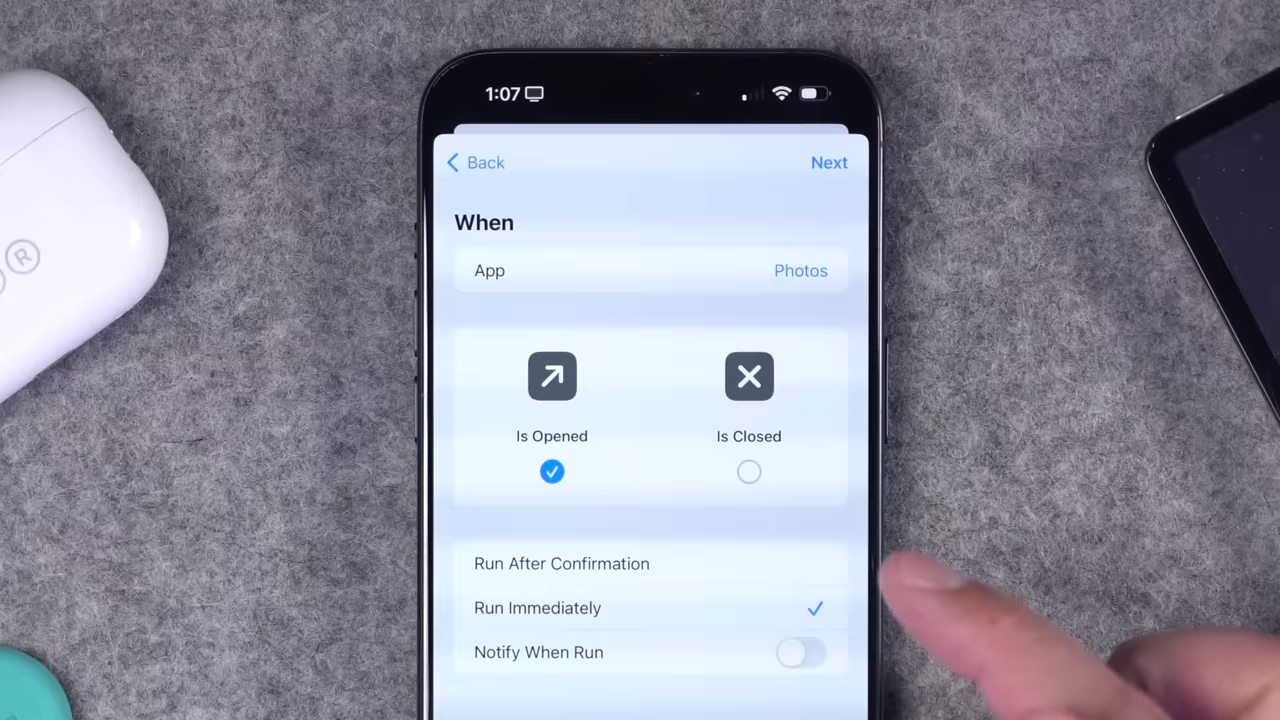 1:07
Back
Next
When
App
Photos
Is Opened
Is Closed
Run After Confirmation
Run Immediately
Notify When Run
R